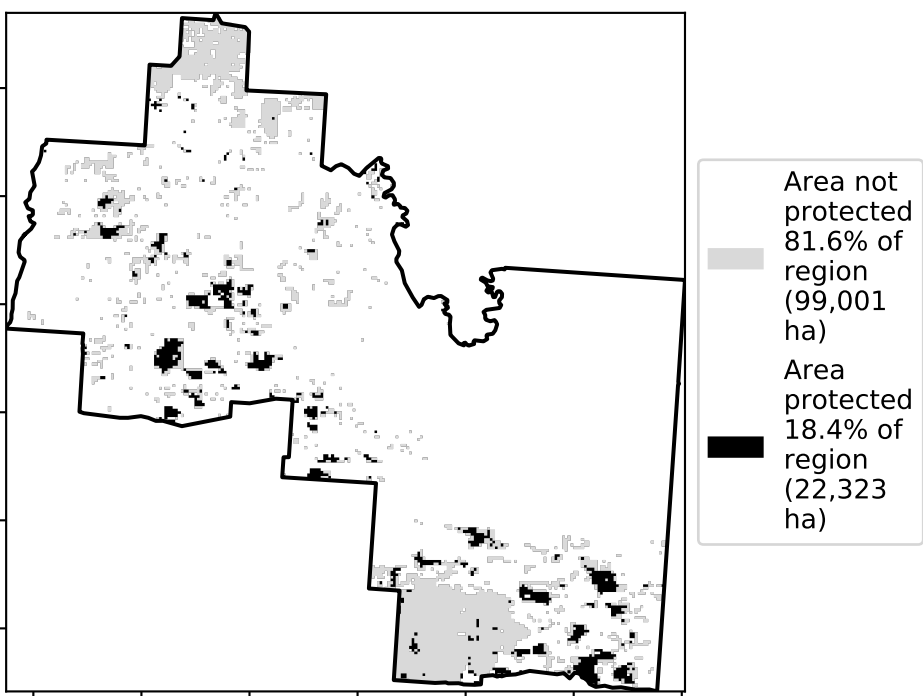 Area not
protected
81.6% of
region
(99,001
ha)
Area
protected
18.4% of
region
(22,323
ha)